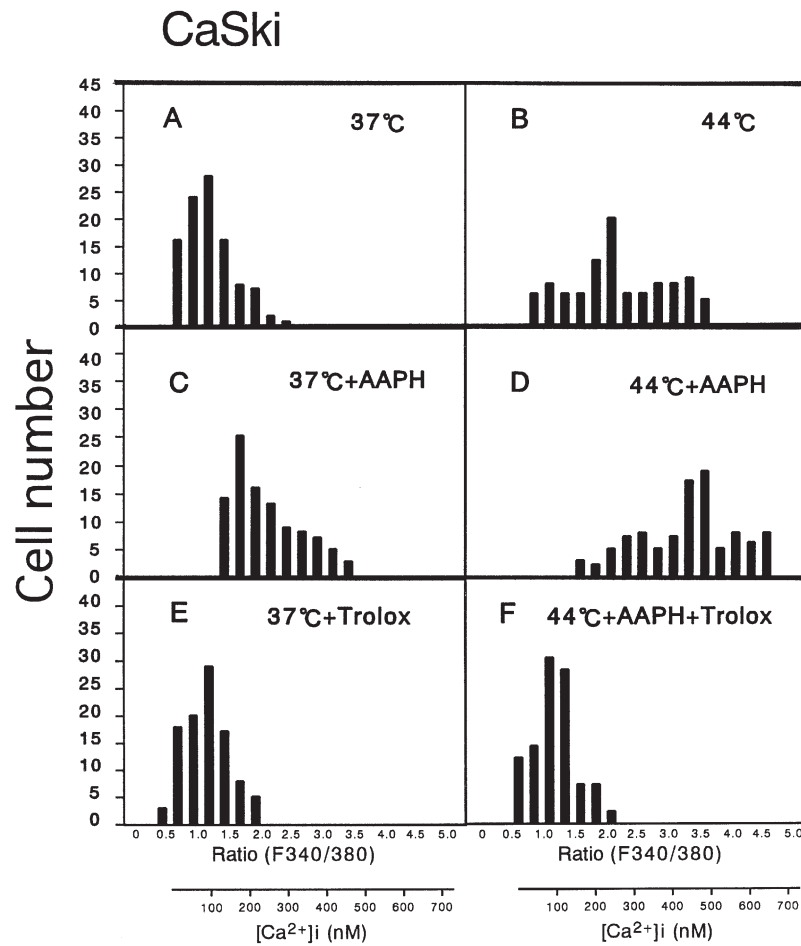 CaSki
Cell number
45
40
35
30
25
20
15
10
5
0
A 37°C
B 44°C
40
35
30
25
20
15
10
5
0
C 37°C+AAPH
D 44°C+AAPH
40
35
30
25
20
15
10
5
0
E 37°C+Trolox
F 44°C+AAPH+Trolox
0 0.5 1.0 1.5 2.0 2.5 3.0 3.5 4.0 4.5 5.0
Ratio (F340/380)
100 200 300 400 500 600 700
[Ca²⁺]i (nM)
0 0.5 1.0 1.5 2.0 2.5 3.0 3.5 4.0 4.5 5.0
Ratio (F340/380)
100 200 300 400 500 600 700
[Ca²⁺]i (nM)